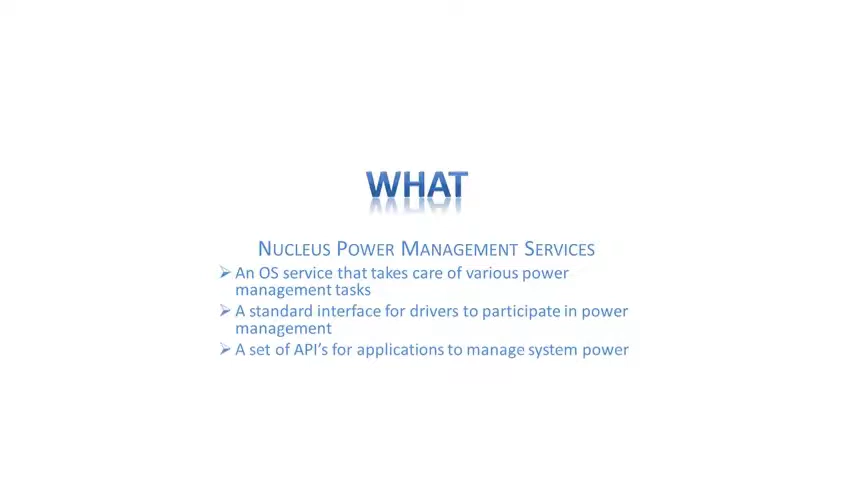 WHAT
NUCLEUS POWER MANAGEMENT SERVICES
➢ An OS service that takes care of various power
management tasks
➢ A standard interface for drivers to participate in power
management
➢ A set of API’s for applications to manage system power